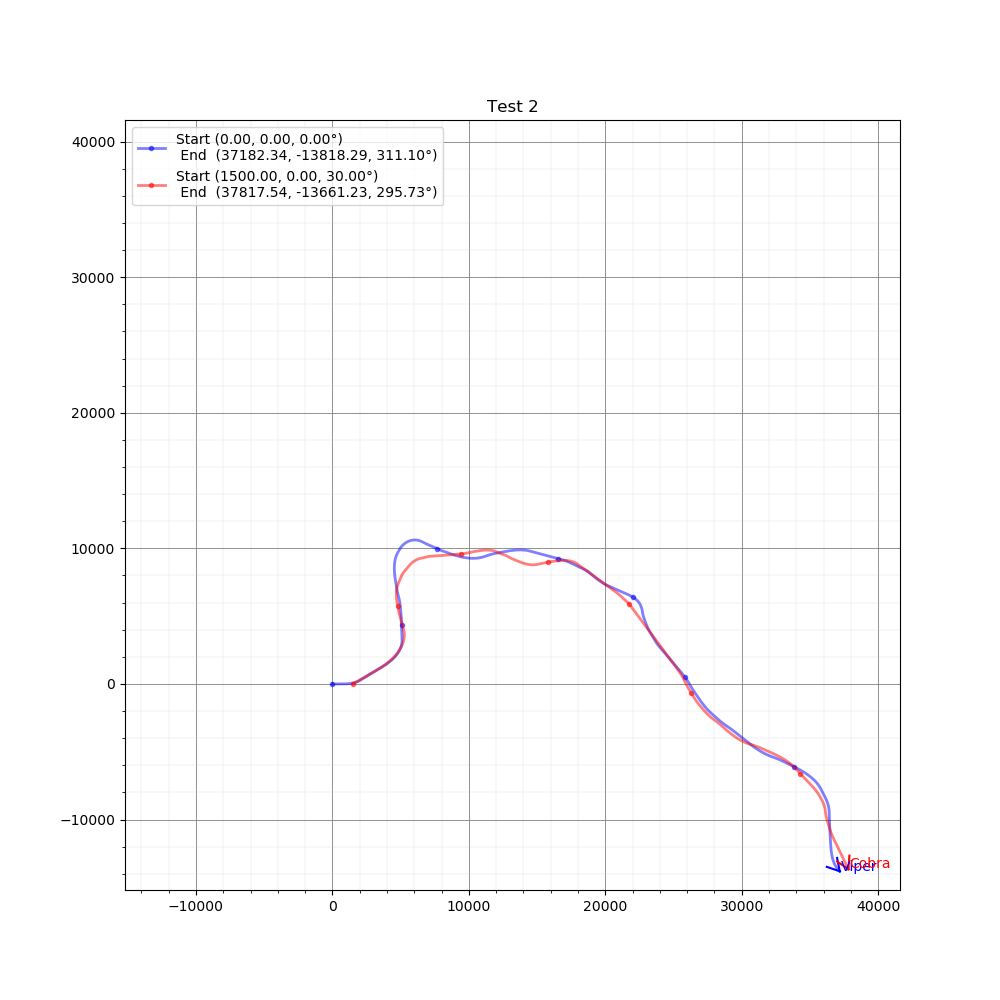 Test 2
Start (0.00, 0.00, 0.00°)
End (37182.34, -13818.29, 311.10°)
Start (1500.00, 0.00, 30.00°)
End (37817.54, -13661.23, 295.73°)
40000
30000
20000
10000
0
−10000
Cobra
Viper
−10000 0 10000 20000 30000 40000